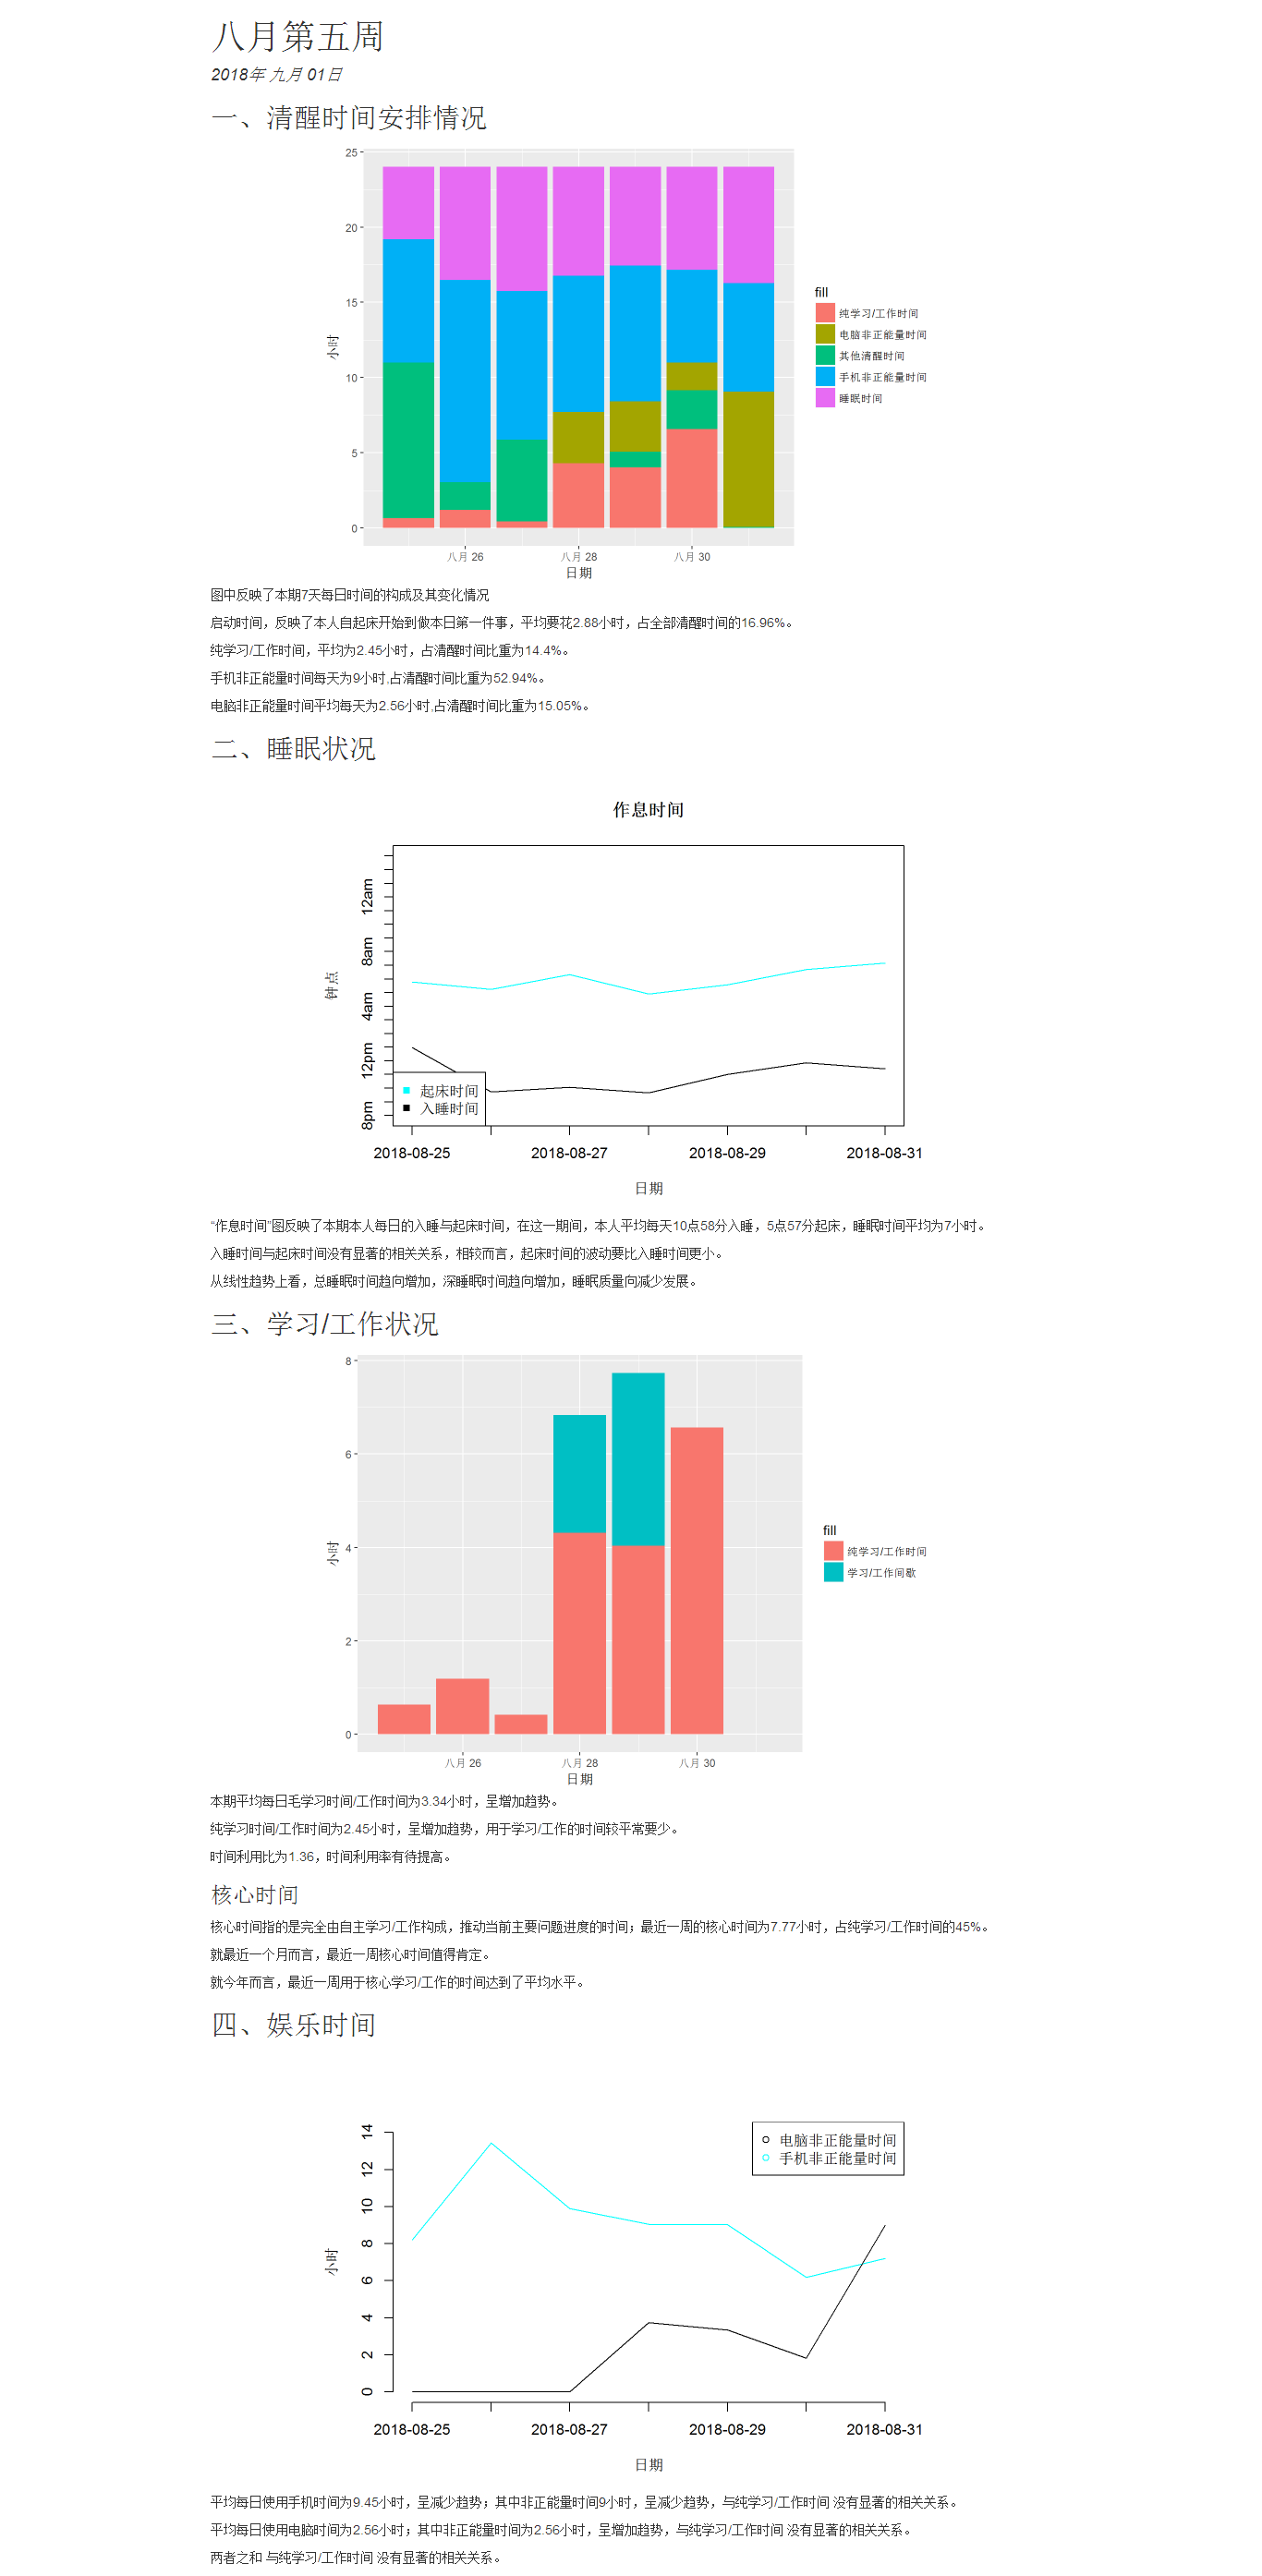 八月第五周
2018年 九月 01日
一、清醒时间安排情况
25
20
15
10
5
0
小时
八月 26
八月 28
八月 30
日期
fill
纯学习/工作时间
电脑非正能量时间
其他清醒时间
手机非正能量时间
睡眠时间
图中反映了本期7天每日时间的构成及其变化情况
启动时间，反映了本人自起床开始到做本日第一件事，平均要花2.88小时，占全部清醒时间的16.96%。
纯学习/工作时间，平均为2.45小时，占清醒时间比重为14.4%。
手机非正能量时间每天为9小时,占清醒时间比重为52.94%。
电脑非正能量时间平均每天为2.56小时,占清醒时间比重为15.05%。
二、睡眠状况
作息时间
12am
8am
4am
12pm
8pm
钟点
起床时间
入睡时间
2018-08-25
2018-08-27
2018-08-29
2018-08-31
日期
“作息时间”图反映了本期本人每日的入睡与起床时间，在这一期间，本人平均每天10点58分入睡，5点57分起床，睡眠时间平均为7小时。
入睡时间与起床时间没有显著的相关关系，相较而言，起床时间的波动要比入睡时间更小。
从线性趋势上看，总睡眠时间趋向增加，深睡眠时间趋向增加，睡眠质量向减少发展。
三、学习/工作状况
8
6
4
2
0
小时
八月 26
八月 28
八月 30
日期
fill
纯学习/工作时间
学习/工作间歇
本期平均每日毛学习时间/工作时间为3.34小时，呈增加趋势。
纯学习时间/工作时间为2.45小时，呈增加趋势，用于学习/工作的时间较平常要少。
时间利用比为1.36，时间利用率有待提高。
核心时间
核心时间指的是完全由自主学习/工作构成，推动当前主要问题进度的时间；最近一周的核心时间为7.77小时，占纯学习/工作时间的45%。
就最近一个月而言，最近一周核心时间值得肯定。
就今年而言，最近一周用于核心学习/工作的时间达到了平均水平。
四、娱乐时间
14
12
10
8
6
4
2
0
小时
电脑非正能量时间
手机非正能量时间
2018-08-25
2018-08-27
2018-08-29
2018-08-31
日期
平均每日使用手机时间为9.45小时，呈减少趋势；其中非正能量时间9小时，呈减少趋势，与纯学习/工作时间 没有显著的相关关系。
平均每日使用电脑时间为2.56小时；其中非正能量时间为2.56小时，呈增加趋势，与纯学习/工作时间 没有显著的相关关系。
两者之和 与纯学习/工作时间 没有显著的相关关系。